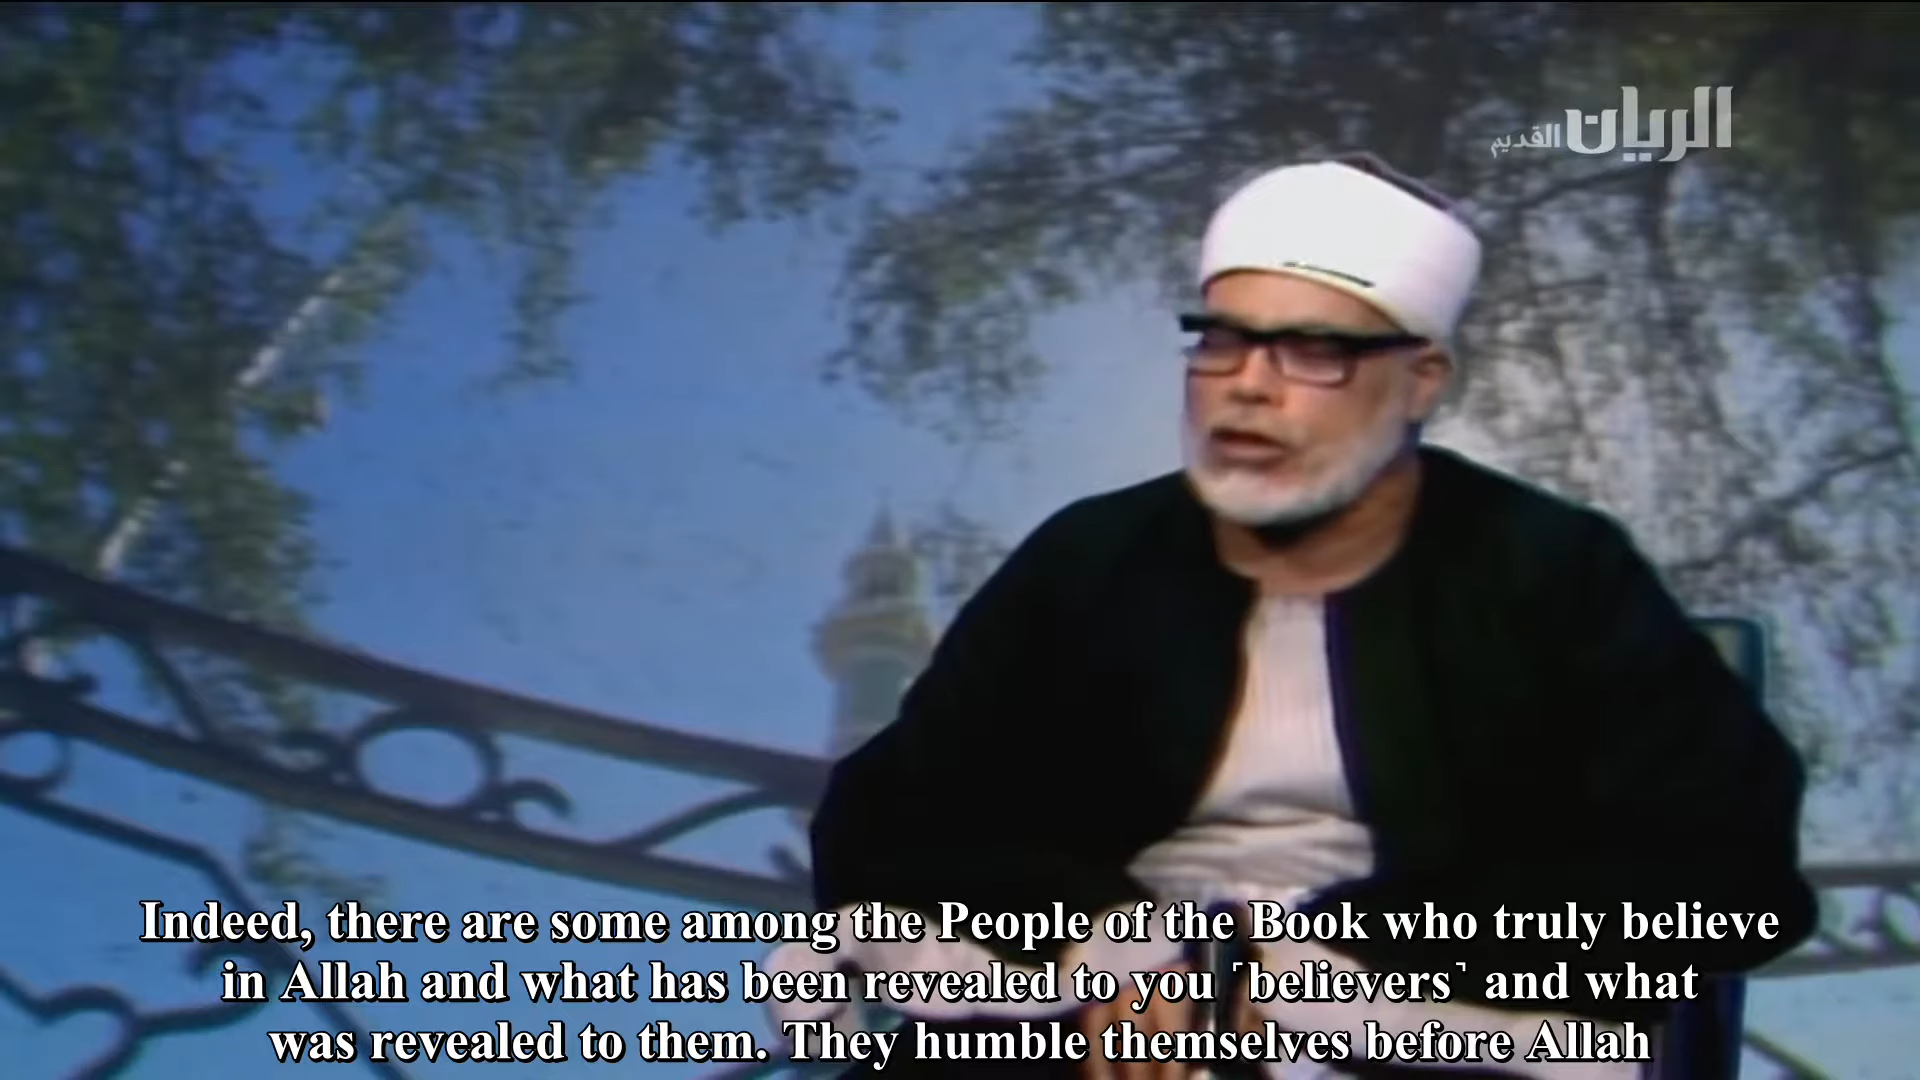 الريان القديم
Indeed, there are some among the People of the Book who truly believe
in Allah and what has been revealed to you ˹believers˺ and what
was revealed to them. They humble themselves before Allah